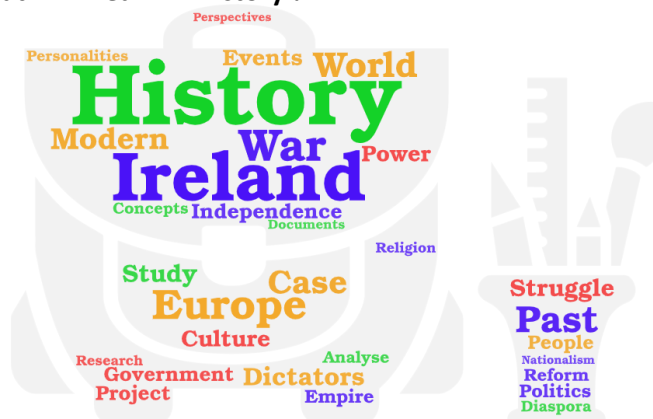 Perspectives
Personalities Events World
History
Modern War Power
Ireland
Concepts Independence
Documents
Religion
Study Case
Europe
Culture
Research Analyse
Government Dictators
Project Empire
Struggle
Past
People
Nationalism
Reform
Politics
Diaspora